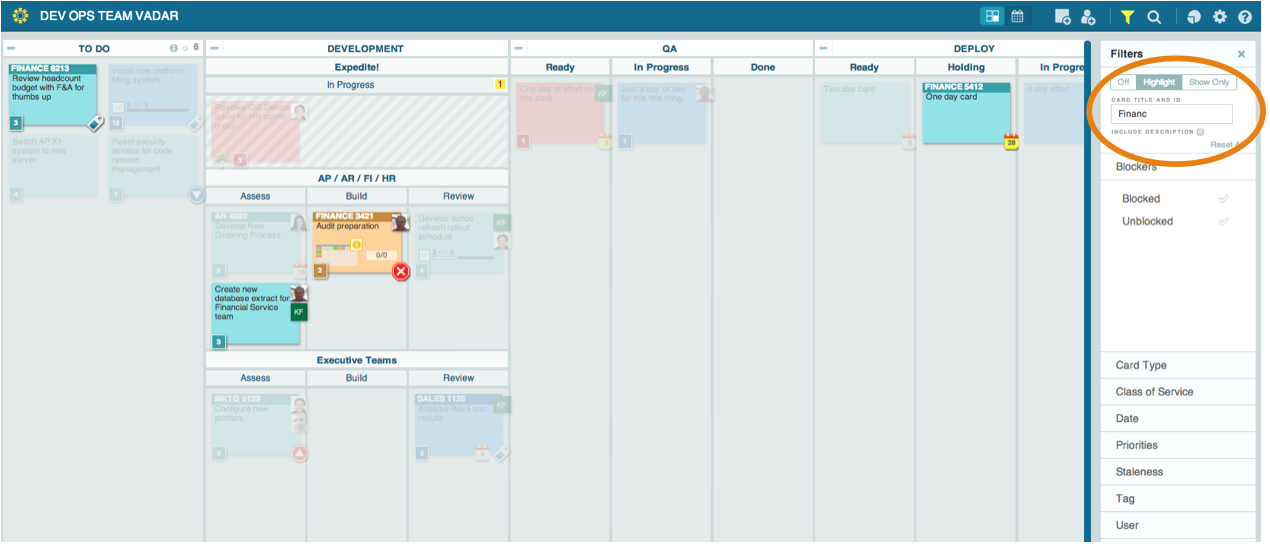 DEV OPS TEAM VADAR
TO DO
0
6
DEVELOPMENT
QA
DEPLOY
Expedite!
Ready
In Progress
Done
Ready
Holding
In Progre
In Progress
1
FINANCE 6213
Review headcount
budget with F&A for
thumbs up
3
Install new platform:
Mktg system
15
Switch AP X1
system to new
server
4
Reset security
access for code
release
management
1
Resolve iOS Device
issue for HR
1
One day of effort for
this card
KF
1
2
Just a day or two
for this little thing.
1
Two day card
FINANCE 5412
One day card
28
4 day effort
AP / AR / FI / HR
Assess
Build
Review
AR 4322
Develop New
Ordering Process
FINANCE 3421
Audit preparation
0/0
2
Develop laptop
refresh rollout
schedule
KF
4
Create new
database extract for
Financial Service
team
KF
3
Executive Teams
Assess
Build
Review
MKTG 5133
Configure new
printers
2
SALES 1125
Analyze Rev3 test
results
KF
3
Filters
Off
Highlight
Show Only
CARD TITLE AND ID
Financ
INCLUDE DESCRIPTION
Reset A
Blockers
Blocked
Unblocked
Card Type
Class of Service
Date
Priorities
Staleness
Tag
User